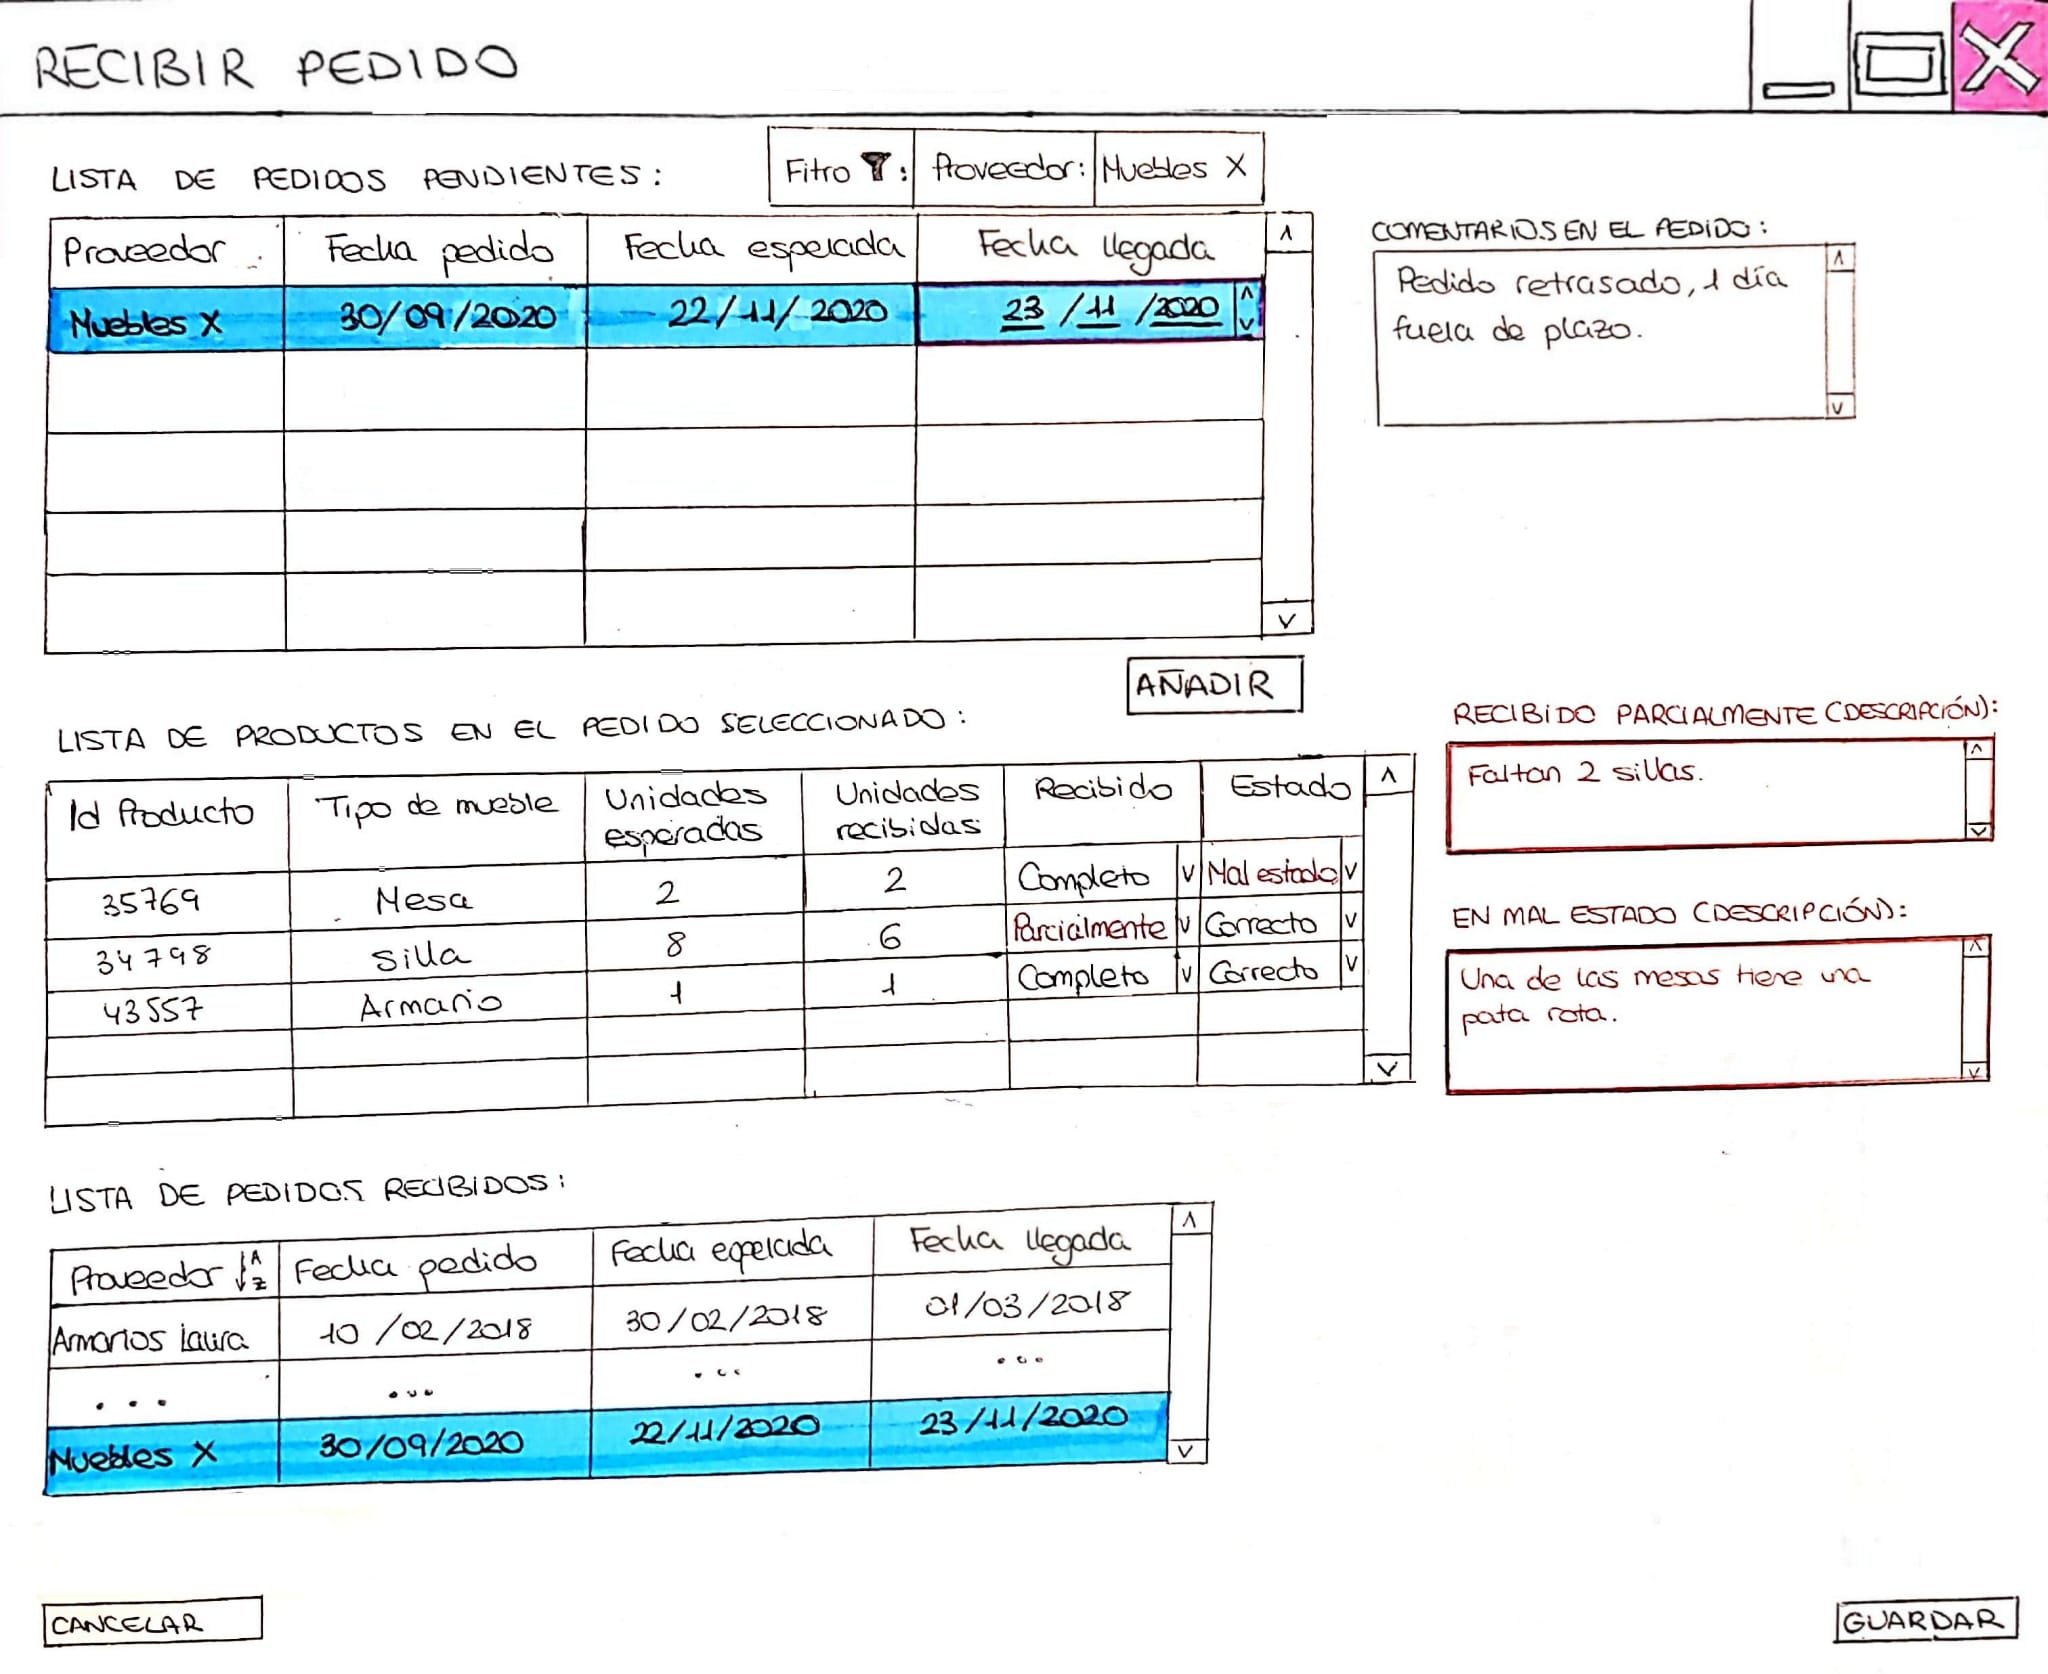 RECIBIR PEDIDO
LISTA DE PEDIDOS PENDIENTES:
Fitro : Proveedor: Muebles X
Proveedor Fecha pedido Fecha esperada Fecha llegada
Muebles X 30/09/2020 22/11/2020 23/11/2020
COMENTARIOS EN EL PEDIDO:
Pedido retrasado, 1 día
fuera de plazo.
AÑADIR
LISTA DE PRODUCTOS EN EL PEDIDO SELECCIONADO:
Id Producto Tipo de mueble Unidades esperadas Unidades recibidas Recibido Estado
35769 Mesa 2 2 Completo Mal estado
34798 Silla 8 6 Parcialmente Correcto
43557 Armario 1 1 Completo Correcto
RECIBIDO PARCIALMENTE (DESCRIPCIÓN):
Faltan 2 sillas.
EN MAL ESTADO (DESCRIPCIÓN):
Una de las mesas tiene una
pata rota.
LISTA DE PEDIDOS RECIBIDOS:
Proveedor AZ Fecha pedido Fecha eperada Fecha llegada
Armarios Laura 10/02/2018 30/02/2018 01/03/2018
... ... ... ...
Muebles X 30/09/2020 22/11/2020 23/11/2020
CANCELAR
GUARDAR